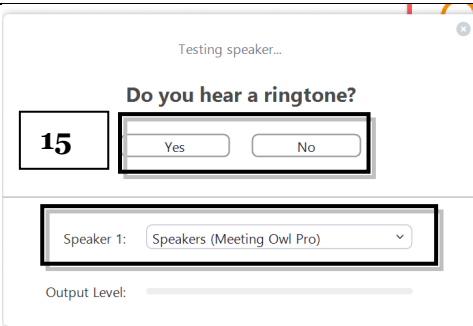 Testing speaker...
Do you hear a ringtone?
15
Yes No
Speaker 1: Speakers (Meeting Owl Pro)
Output Level: